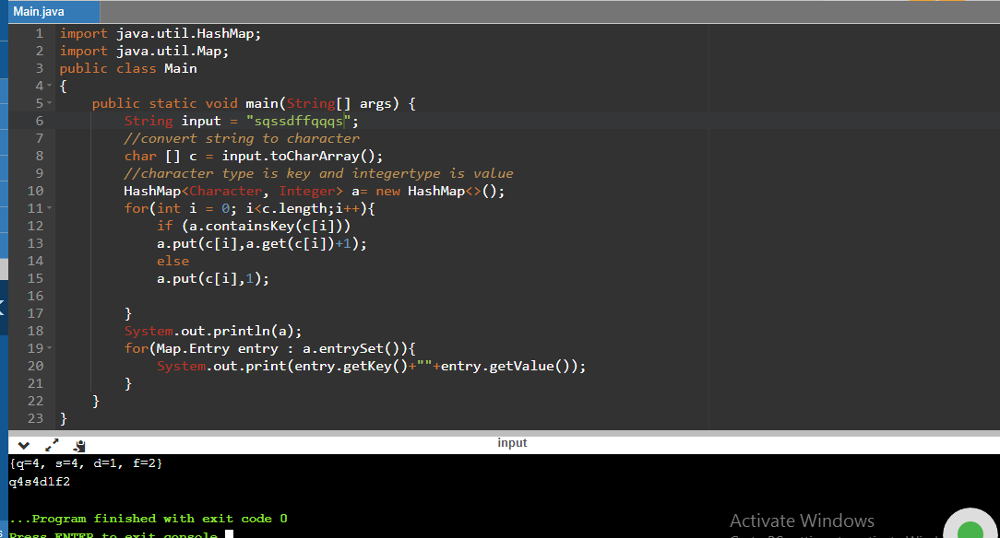 Main.java
1 import java.util.HashMap;
2 import java.util.Map;
3 public class Main
4 {
5     public static void main(String[] args) {
6         String input = "sqssdffqqqs";
7         //convert string to character
8         char [] c = input.toCharArray();
9         //character type is key and integertype is value
10         HashMap<Character, Integer> a= new HashMap<>();
11         for(int i = 0; i<c.length;i++){
12             if (a.containsKey(c[i]))
13             a.put(c[i],a.get(c[i])+1);
14             else
15             a.put(c[i],1);
16
17         }
18         System.out.println(a);
19         for(Map.Entry entry : a.entrySet()){
20             System.out.print(entry.getKey()+""+entry.getValue());
21         }
22     }
23 }
input
{q=4, s=4, d=1, f=2}
q4s4d1f2
...Program finished with exit code 0
Press ENTER to exit console.
Activate Windows